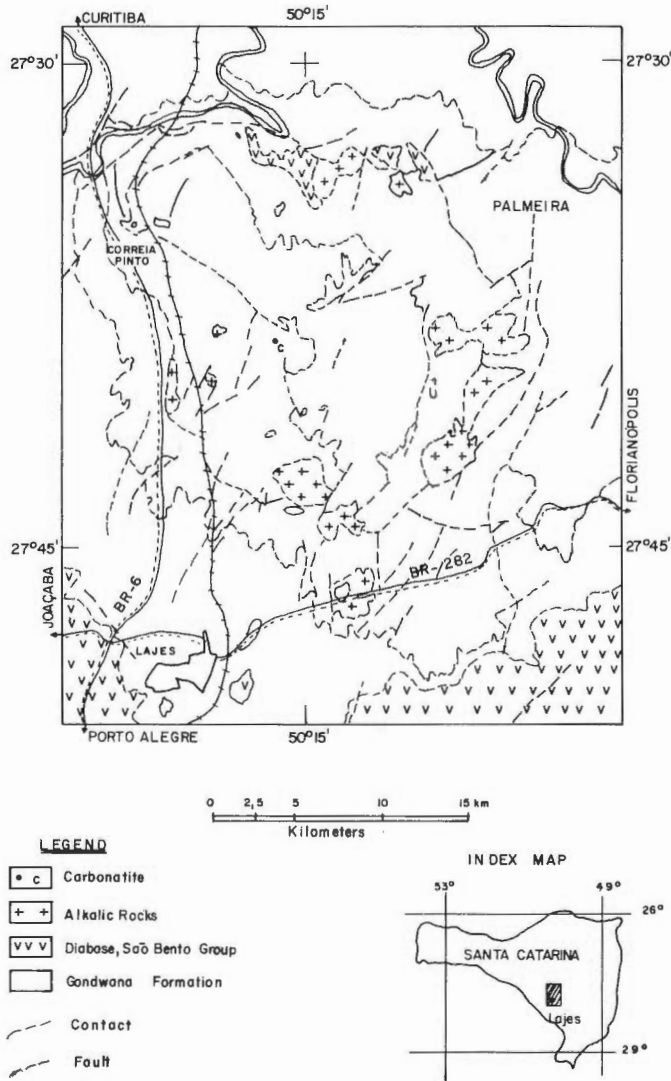 CURITIBA
50°15'
27°30'
27°30'
PALMEIRA
CORREIA
PINTO
c
FLORIANOPOLIS
27°45'
27°45'
JOAÇABA
BR-6
BR-282
LAJES
PORTO ALEGRE
50°15'
0 2,5 5 10 15 km
Kilometers
LEGEND
c Carbonatite
+ + Alkalic Rocks
V V V Diabase, Saõ Bento Group
Gondwana Formation
Contact
Fault
INDEX MAP
53° 49°
26°
SANTA CATARINA
Lajes
29°